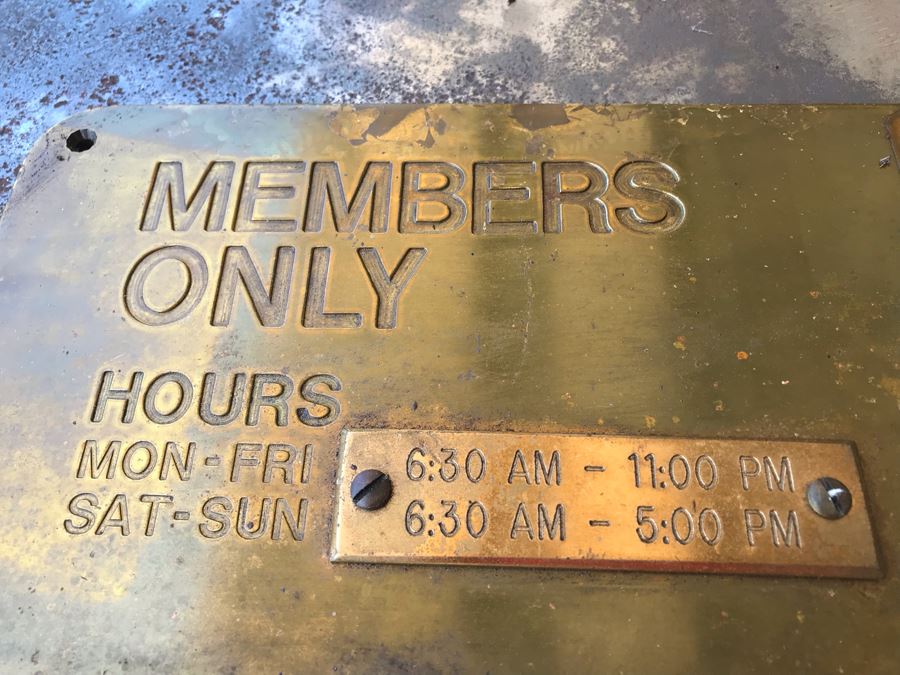 MEMBERS
ONLY
HOURS
MON-FRI 6:30 AM - 11:00 PM
SAT-SUN 6:30 AM - 5:00 PM